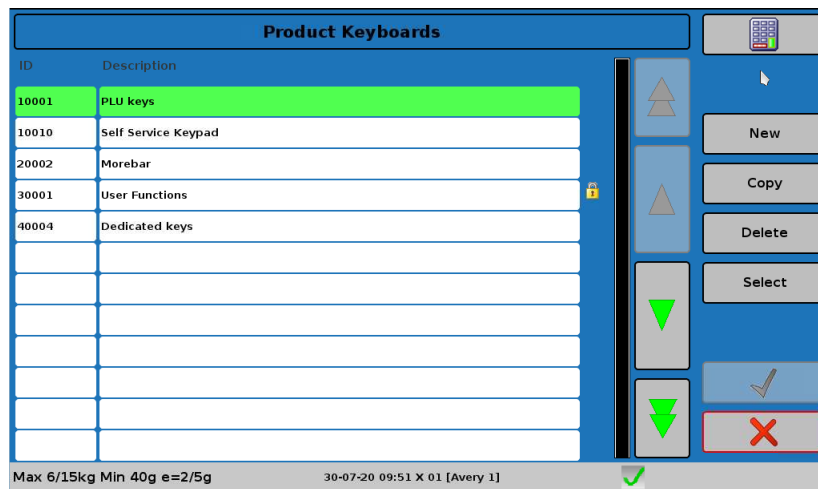 Product Keyboards
ID Description
10001 PLU keys
10010 Self Service Keypad
20002 Morebar
30001 User Functions
40004 Dedicated keys
New
Copy
Delete
Select
Max 6/15kg Min 40g e=2/5g 30-07-20 09:51 X 01 [Avery 1]